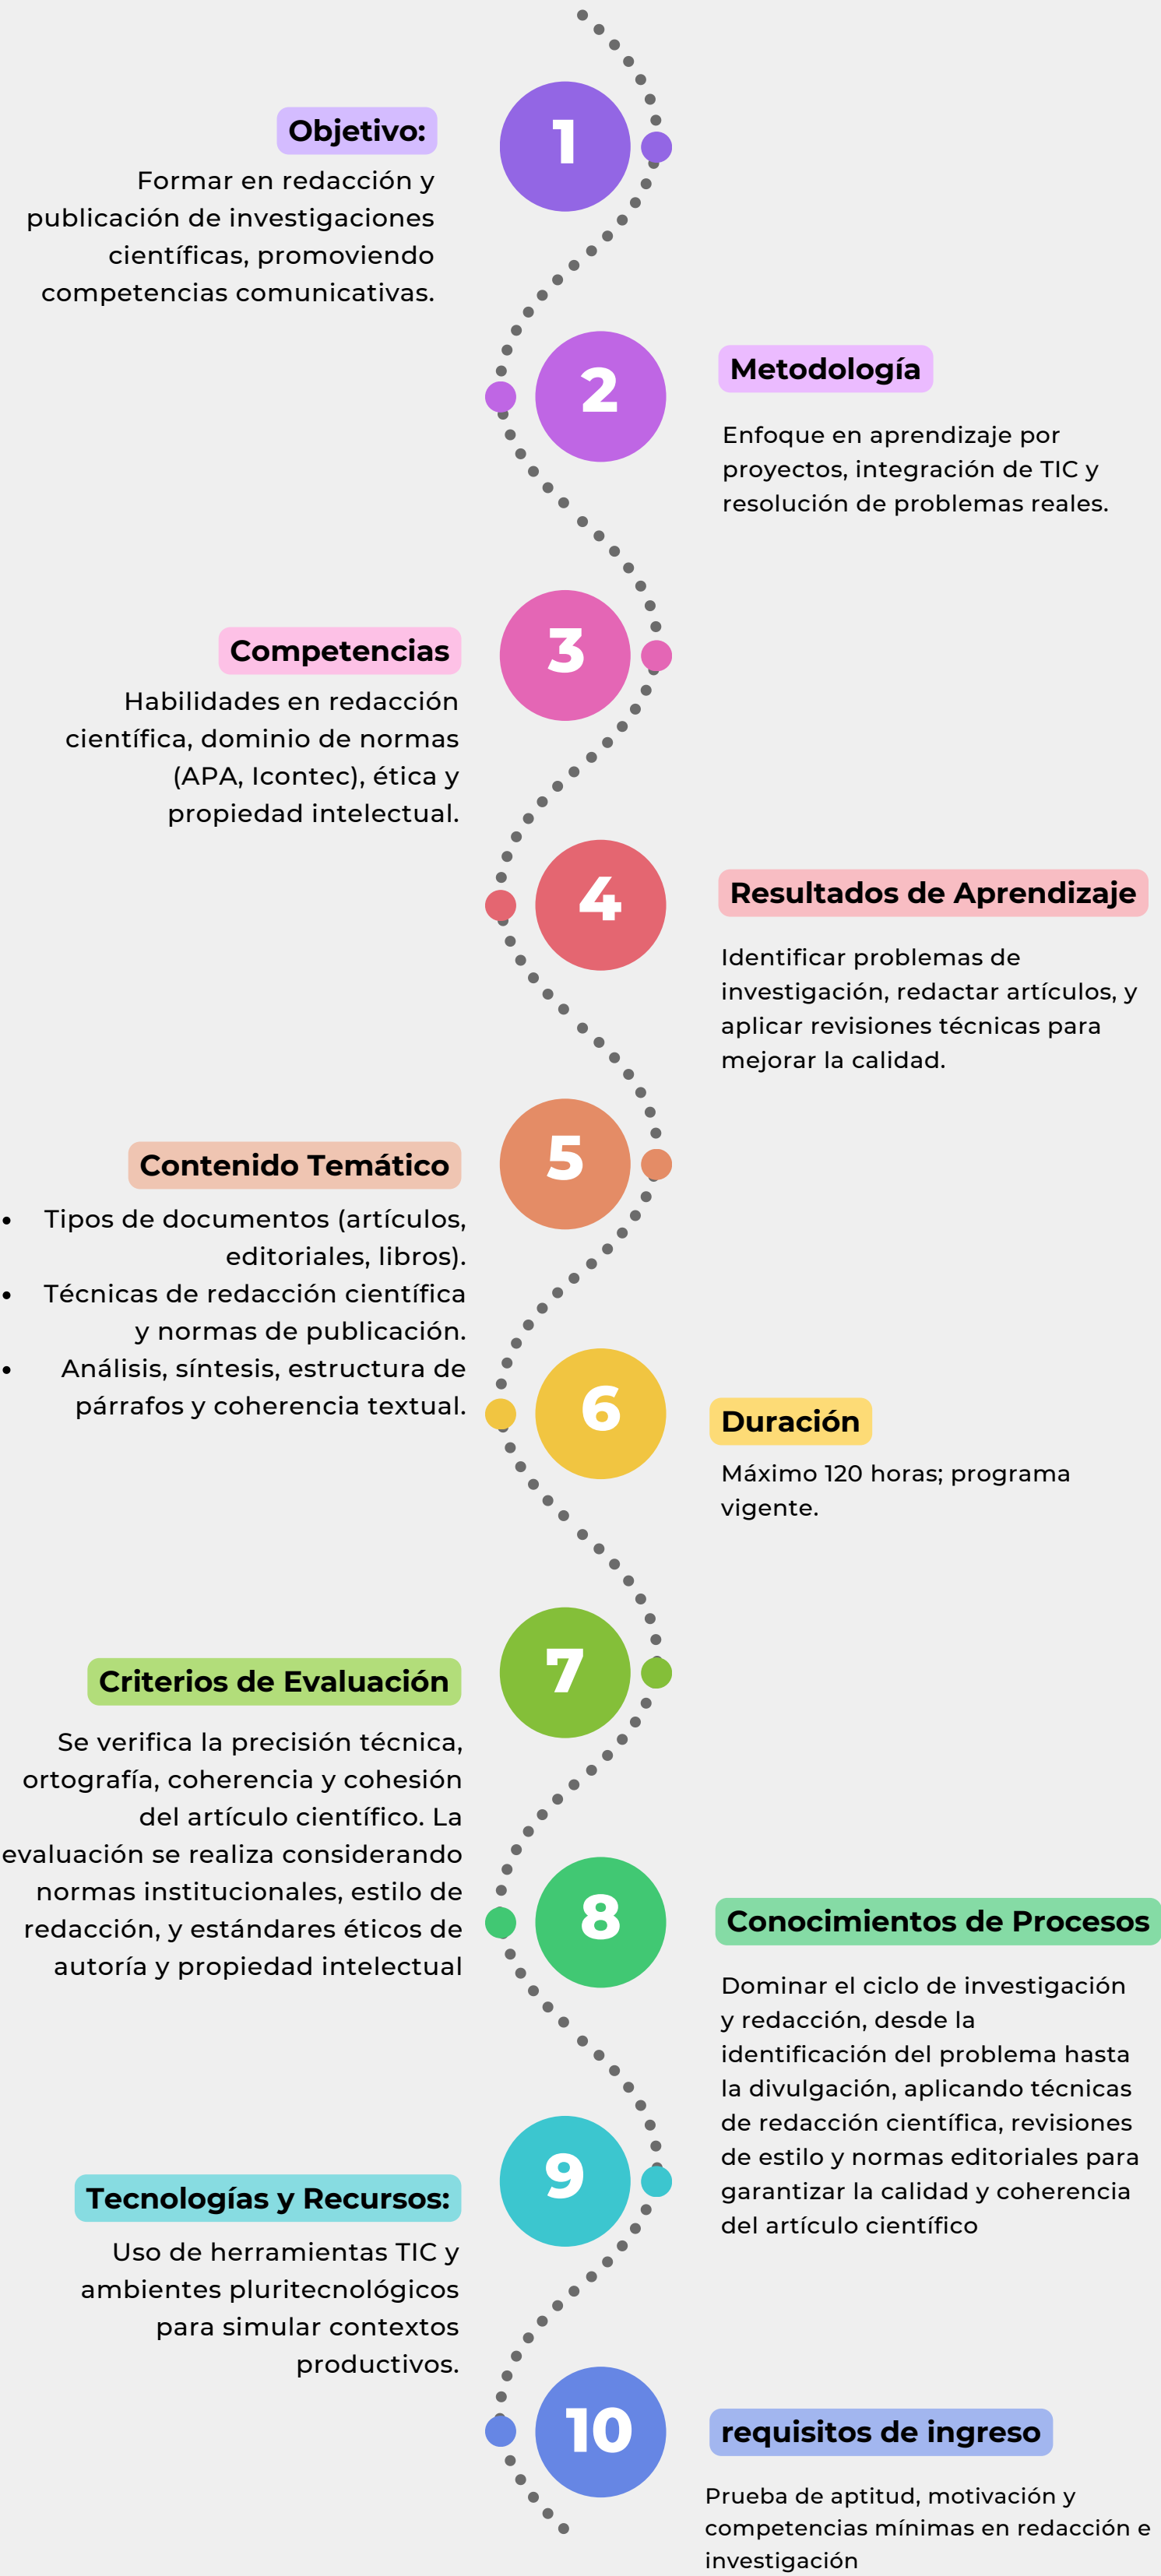 1
Objetivo:
Formar en redacción y
publicación de investigaciones
científicas, promoviendo
competencias comunicativas.
2
Metodología
Enfoque en aprendizaje por
proyectos, integración de TIC y
resolución de problemas reales.
3
Competencias
Habilidades en redacción
científica, dominio de normas
(APA, Icontec), ética y
propiedad intelectual.
4
Resultados de Aprendizaje
Identificar problemas de
investigación, redactar artículos, y
aplicar revisiones técnicas para
mejorar la calidad.
5
Contenido Temático
• Tipos de documentos (artículos,
editoriales, libros).
• Técnicas de redacción científica
y normas de publicación.
• Análisis, síntesis, estructura de
párrafos y coherencia textual.
6
Duración
Máximo 120 horas; programa
vigente.
7
Criterios de Evaluación
Se verifica la precisión técnica,
ortografía, coherencia y cohesión
del artículo científico. La
evaluación se realiza considerando
normas institucionales, estilo de
redacción, y estándares éticos de
autoría y propiedad intelectual
8
Conocimientos de Procesos
Dominar el ciclo de investigación
y redacción, desde la
identificación del problema hasta
la divulgación, aplicando técnicas
de redacción científica, revisiones
de estilo y normas editoriales para
garantizar la calidad y coherencia
del artículo científico
9
Tecnologías y Recursos:
Uso de herramientas TIC y
ambientes pluritecnológicos
para simular contextos
productivos.
10
requisitos de ingreso
Prueba de aptitud, motivación y
competencias mínimas en redacción e
investigación